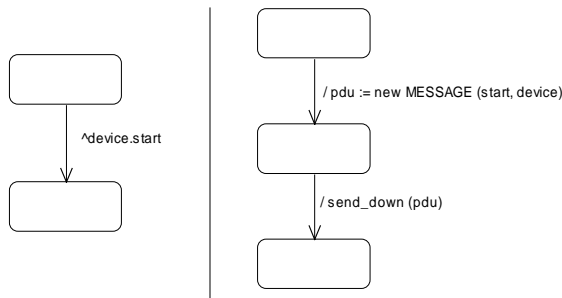 ^device.start
/ pdu := new MESSAGE (start, device)
/ send_down (pdu)